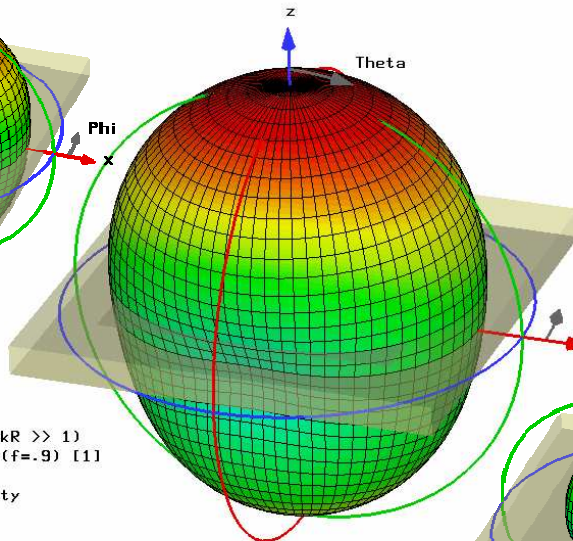 z
Theta
Phi
x
kR >> 1)
(f=.9) [1]
ty